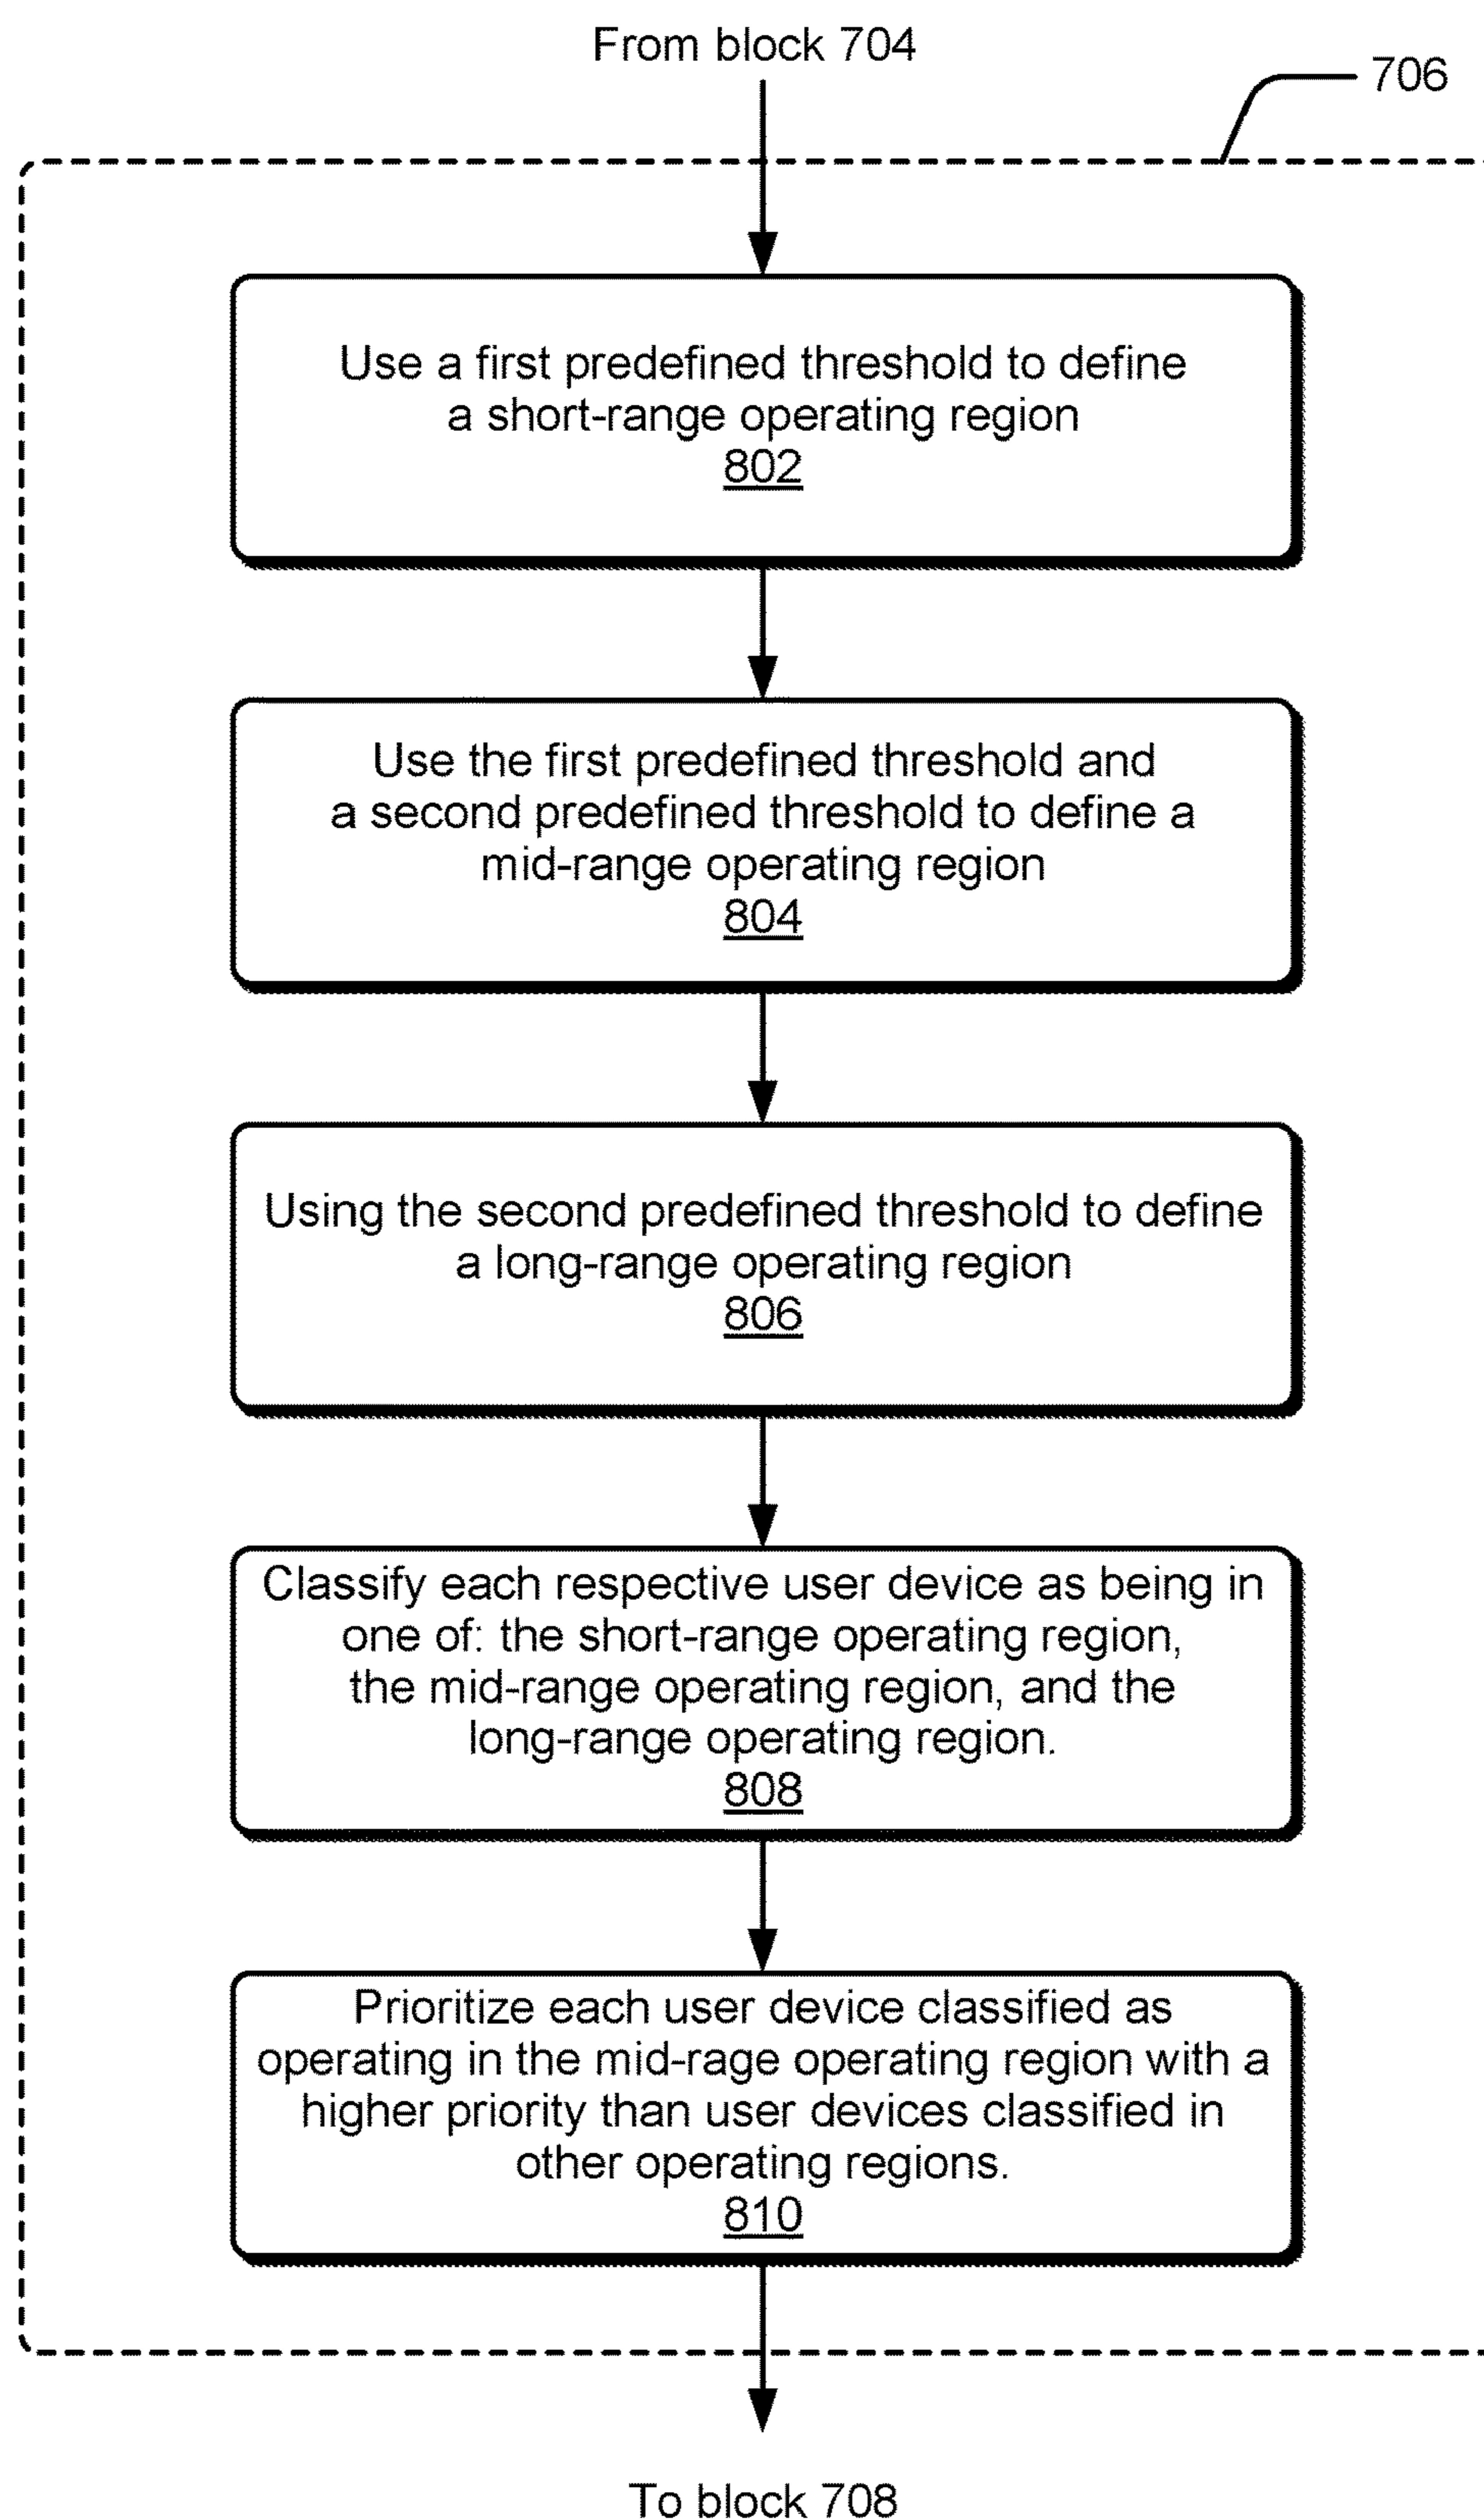 From block 704
706
Use a first predefined threshold to define
a short-range operating region
802
Use the first predefined threshold and
a second predefined threshold to define a
mid-range operating region
804
Using the second predefined threshold to define
a long-range operating region
806
Classify each respective user device as being in
one of: the short-range operating region,
the mid-range operating region, and the
long-range operating region.
808
Prioritize each user device classified as
operating in the mid-rage operating region with a
higher priority than user devices classified in
other operating regions.
810
To block 708